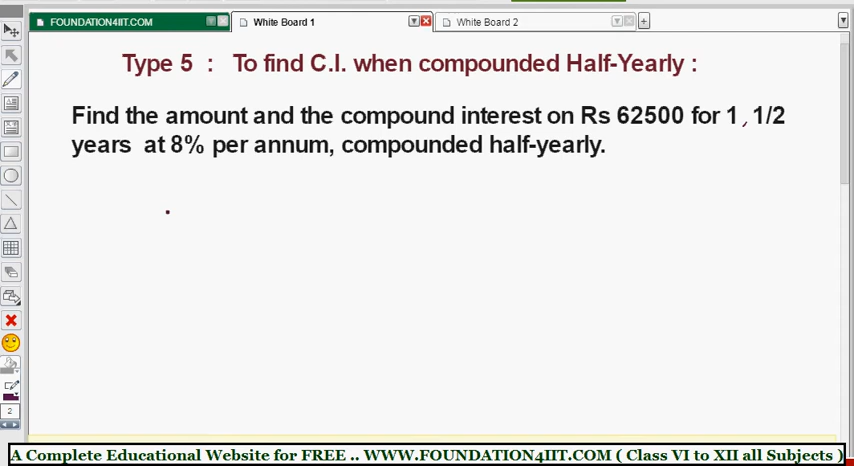 FOUNDATION4IIT.COM White Board 1 White Board 2
Type 5 : To find C.I. when compounded Half-Yearly :
Find the amount and the compound interest on Rs 62500 for 1 , 1/2
years at 8% per annum, compounded half-yearly.
2
A Complete Educational Website for FREE .. WWW.FOUNDATION4IIT.COM ( Class VI to XII all Subjects )